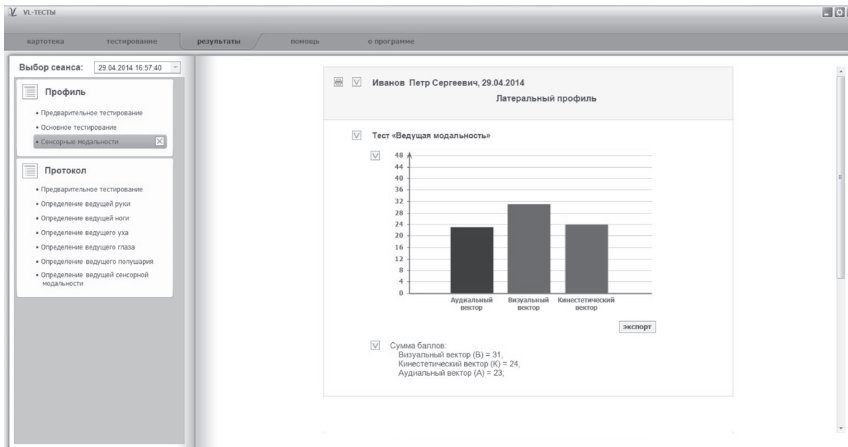 VL-ТЕСТЫ
картотека тестирование результаты помощь о программе
Выбор сеанса: 29.04.2014 16:57:40
Профиль
• Предварительное тестирование
• Основное тестирование
• Сенсорные модальности
Протокол
• Предварительное тестирование
• Определение ведущей руки
• Определение ведущей ноги
• Определение ведущего уха
• Определение ведущего глаза
• Определение ведущего полушария
• Определение ведущей сенсорной
модальности
Иванов Петр Сергеевич, 29.04.2014
Латеральный профиль
Тест «Ведущая модальность»
48
44
40
36
32
28
24
20
16
12
8
4
0
Аудиальный вектор
Визуальный вектор
Кинестетический вектор
экспорт
Сумма баллов:
Визуальный вектор (В) = 31,
Кинестетический вектор (К) = 24,
Аудиальный вектор (А) = 23;